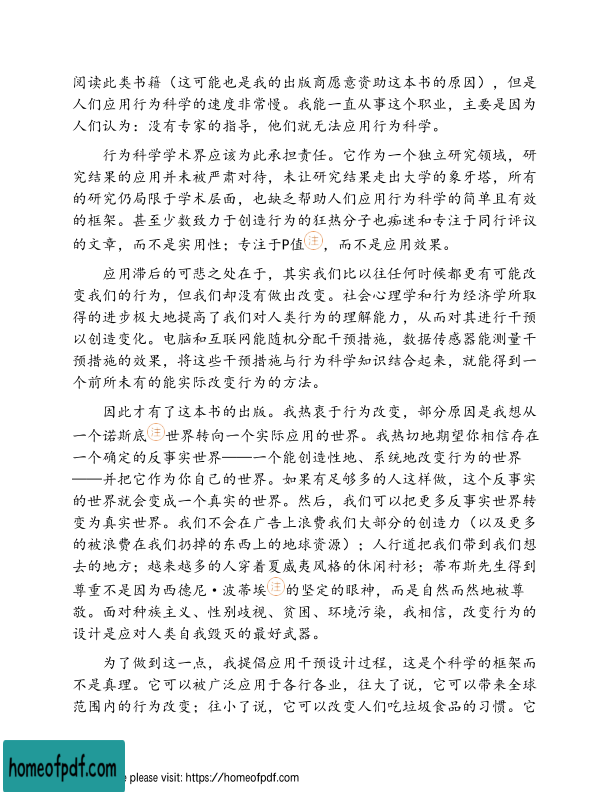 阅读此类书籍（这可能也是我的出版商愿意资助这本书的原因），但是
人们应用行为科学的速度非常慢。我能一直从事这个职业，主要是因为
人们认为：没有专家的指导，他们就无法应用行为科学。
行为科学学术界应该为此承担责任。它作为一个独立研究领域，研
究结果的应用并未被严肃对待，未让研究结果走出大学的象牙塔，所有
的研究仍局限于学术层面，也缺乏帮助人们应用行为科学的简单且有效
的框架。甚至少数致力于创造行为的狂热分子也痴迷和专注于同行评议
的文章，而不是实用性；专注于P值注，而不是应用效果。
应用滞后的可悲之处在于，其实我们比以往任何时候都更有可能改
变我们的行为，但我们却没有做出改变。社会心理学和行为经济学所取
得的进步极大地提高了我们对人类行为的理解能力，从而对其进行干预
以创造变化。电脑和互联网能随机分配干预措施，数据传感器能测量干
预措施的效果，将这些干预措施与行为科学知识结合起来，就能得到一
个前所未有的能实际改变行为的方法。
因此才有了这本书的出版。我热衷于行为改变，部分原因是我想从
一个诺斯底注世界转向一个实际应用的世界。我热切地期望你相信存在
一个确定的反事实世界——一个能创造性地、系统地改变行为的世界
——并把它作为你自己的世界。如果有足够多的人这样做，这个反事实
的世界就会变成一个真实的世界。然后，我们可以把更多反事实世界转
变为真实世界。我们不会在广告上浪费我们大部分的创造力（以及更多
的被浪费在我们扔掉的东西上的地球资源）；人行道把我们带到我们想
去的地方；越来越多的人穿着夏威夷风格的休闲衬衫；蒂布斯先生得到
尊重不是因为西德尼·波蒂埃注的坚定的眼神，而是自然而然地被尊
敬。面对种族主义、性别歧视、贫困、环境污染，我相信，改变行为的
设计是应对人类自我毁灭的最好武器。
为了做到这一点，我提倡应用干预设计过程，这是个科学的框架而
不是真理。它可以被广泛应用于各行各业，往大了说，它可以带来全球
范围内的行为改变；往小了说，它可以改变人们吃垃圾食品的习惯。它
homeofpdf.com
please visit: https://homeofpdf.com